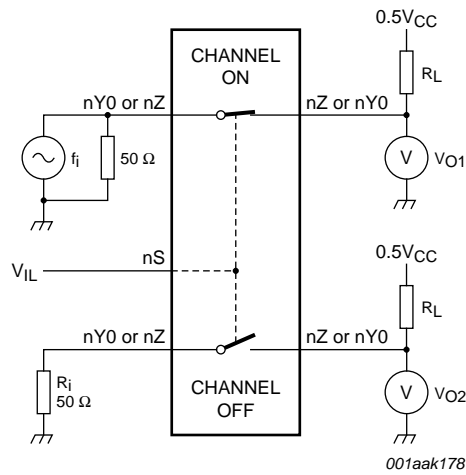 0.5VCC
CHANNEL
ON
RL
nY0 or nZ
nZ or nY0
fi
50 Ω
V
VO1
nS
VIL
0.5VCC
RL
nY0 or nZ
nZ or nY0
Ri
50 Ω
CHANNEL
OFF
V
VO2
001aak178